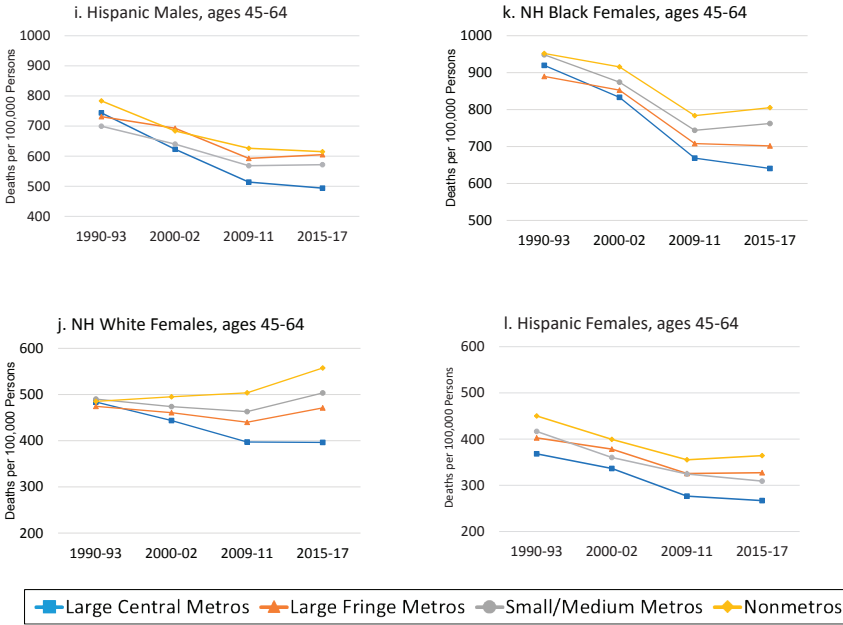 i. Hispanic Males, ages 45-64
Deaths per 100,000 Persons
1000
900
800
700
600
500
400
1990-93 2000-02 2009-11 2015-17
k. NH Black Females, ages 45-64
Deaths per 100,000 Persons
1000
900
800
700
600
500
1990-93 2000-02 2009-11 2015-17
j. NH White Females, ages 45-64
Deaths per 100,000 Persons
600
500
400
300
200
1990-93 2000-02 2009-11 2015-17
l. Hispanic Females, ages 45-64
Deaths per 100,000 Persons
600
500
400
300
200
1990-93 2000-02 2009-11 2015-17
Large Central Metros Large Fringe Metros Small/Medium Metros Nonmetros